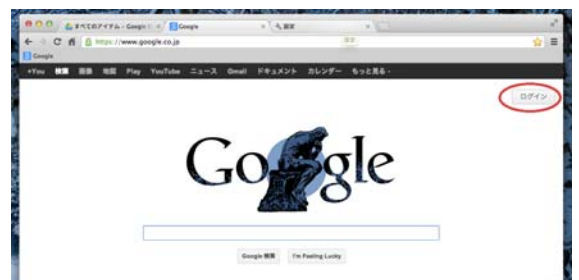 すべてのアイテム - Google
Google
設定
https://www.google.co.jp
Google
+You 検索 画像 地図 Play YouTube ニュース Gmail ドキュメント カレンダー もっと見る
ログイン
Google
Google 検索
I'm Feeling Lucky